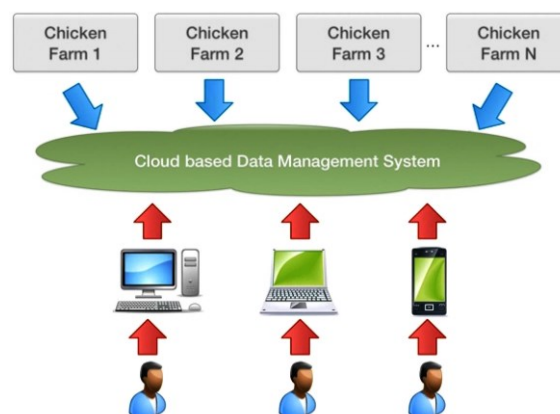 Chicken
Farm 1
Chicken
Farm 2
Chicken
Farm 3
...
Chicken
Farm N
Cloud based Data Management System